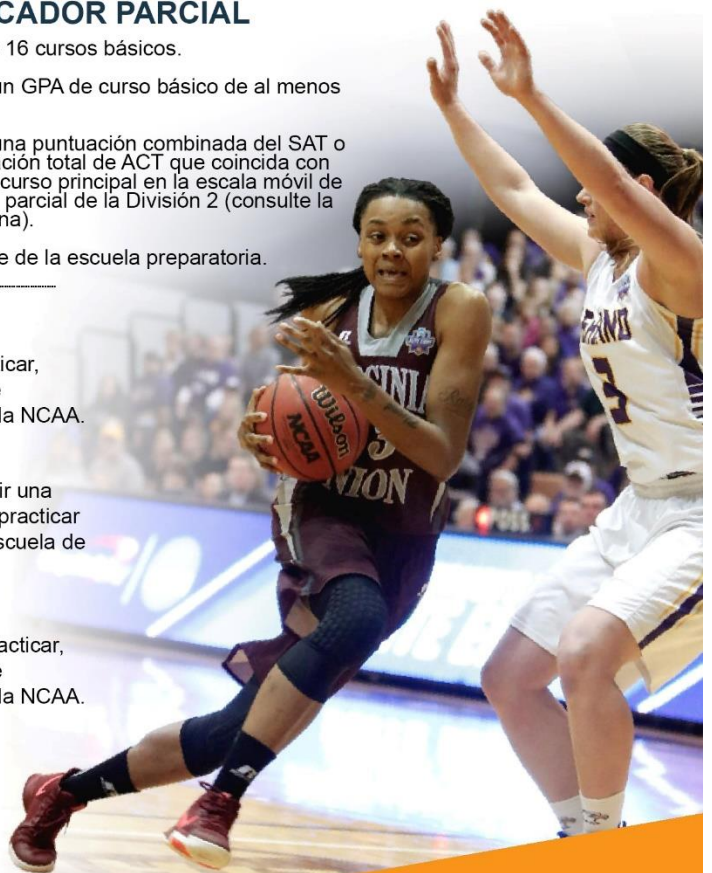 CADOR PARCIAL
16 cursos básicos.
un GPA de curso básico de al menos
una puntuación combinada del SAT o
ación total de ACT que coincida con
curso principal en la escala móvil de
parcial de la División 2 (consulte la
na).
e de la escuela preparatoria.
icar,
e
la NCAA.
ir una
practicar
scuela de
acticar,
e
la NCAA.
Wilson
NCAA
GINIA
3
NION
3